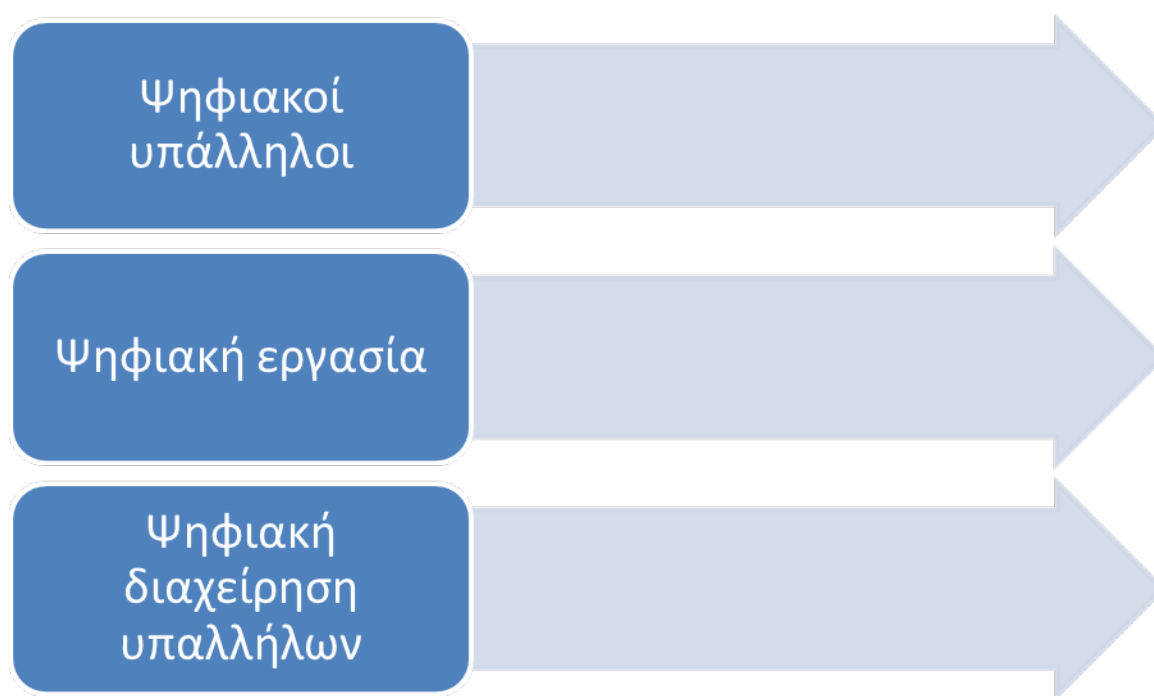 Ψηφιακοί
υπάλληλοι
Ψηφιακή εργασία
Ψηφιακή
διαχείρηση
υπαλλήλων